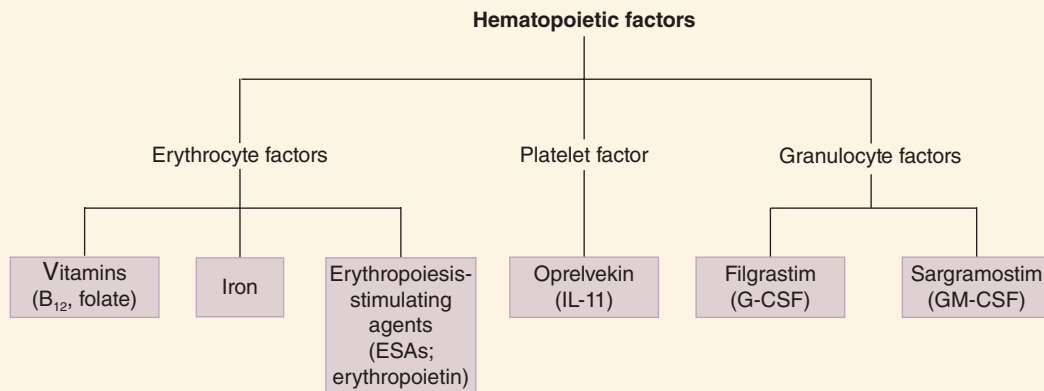 Hematopoietic factors
Erythrocyte factors
Platelet factor
Granulocyte factors
Vitamins
(B₁₂, folate)
Iron
Erythropoiesis-
stimulating
agents
(ESAs;
erythropoietin)
Oprelvekin
(IL-11)
Filgrastim
(G-CSF)
Sargramostim
(GM-CSF)